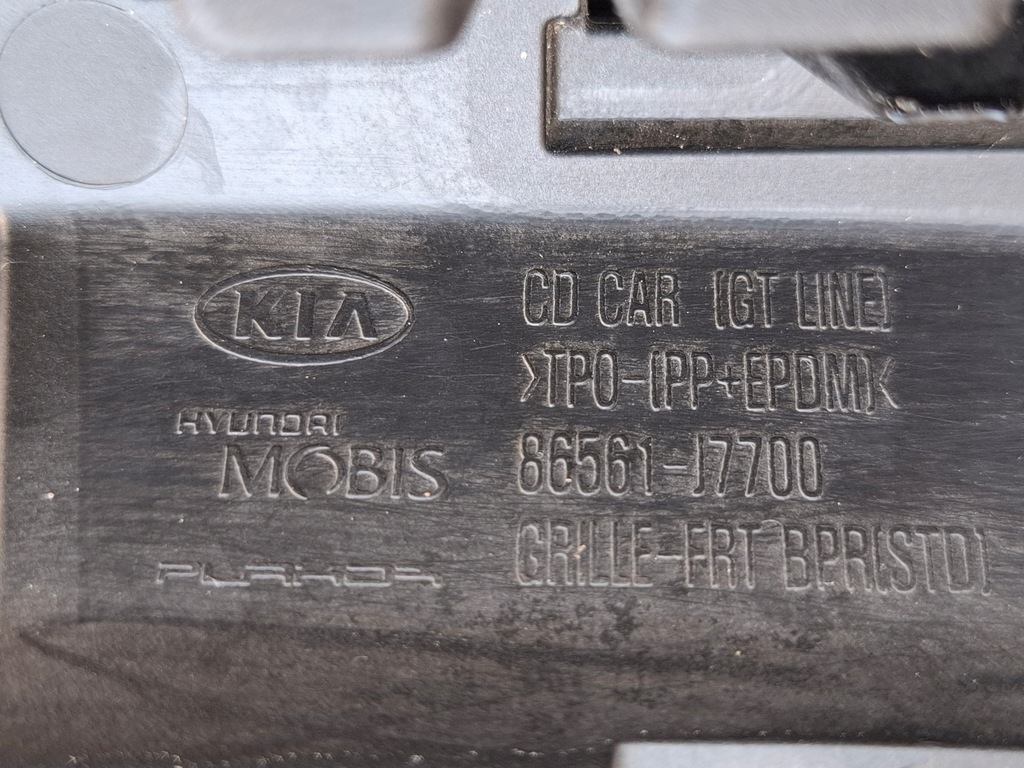 KIA
HYUNDAI
MOBIS
PLAKOR
CD CAR (GT LINE)
>TPO-(PP+EPDM)<
86561-J7700
GRILLE-FRT BPR(STD)